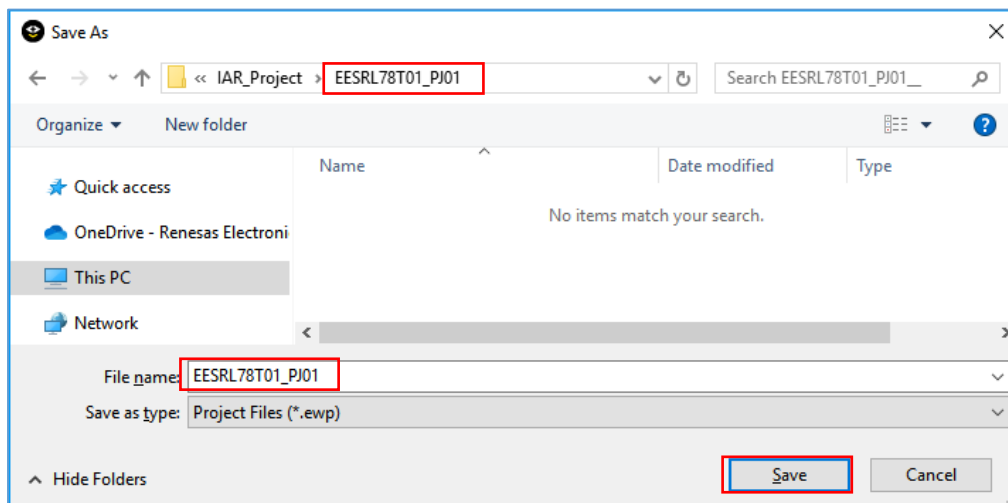 Save As
« IAR_Project › EESRL78T01_PJ01
Search EESRL78T01_PJ01__
Organize
New folder
?
Name
Date modified
Type
Quick access
No items match your search.
OneDrive - Renesas Electroni
This PC
Network
File name: EESRL78T01_PJ01
Save as type: Project Files (*.ewp)
Hide Folders
Save
Cancel